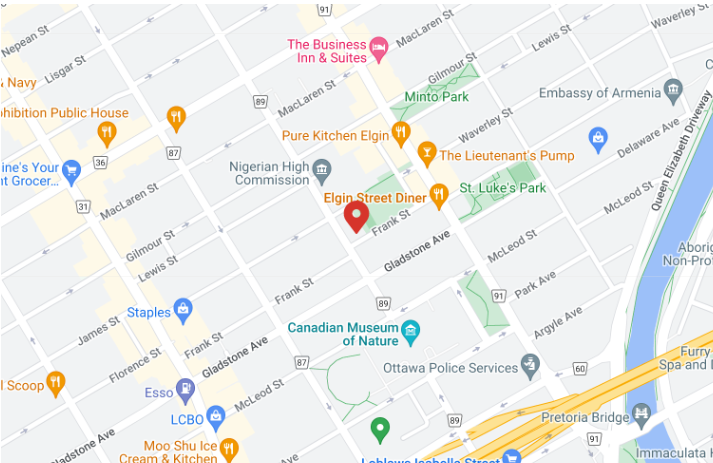 91
Waverley St
MacLaren St
Nepean St
The Business
Inn & Suites
Lewis St
Lisgar St
Gilmour St
& Navy
MacLaren St
Embassy of Armenia
89
Minto Park
hibition Public House
Waverley St
Queen Elizabeth Driveway
Pure Kitchen Elgin
Delaware Ave
87
The Lieutenant's Pump
36
ine's Your
nt Grocer...
Nigerian High
Commission
St. Luke's Park
Elgin Street Diner
McLeod St
31
MacLaren St
Frank St
Gilmour St
Gladstone Ave
McLeod St
Lewis St
Aborig
Non-Pro
Park Ave
Frank St
91
89
Staples
Argyle Ave
James St
Canadian Museum
of Nature
Frank St
Gladstone Ave
Florence St
87
Ottawa Police Services
60
Furry
Spa and
l Scoop
Esso
McLeod St
LCBO
89
Pretoria Bridge
91
Gladstone Ave
Moo Shu Ice
Cream & Kitchen
Loblaws Isabella Street
Immaculata